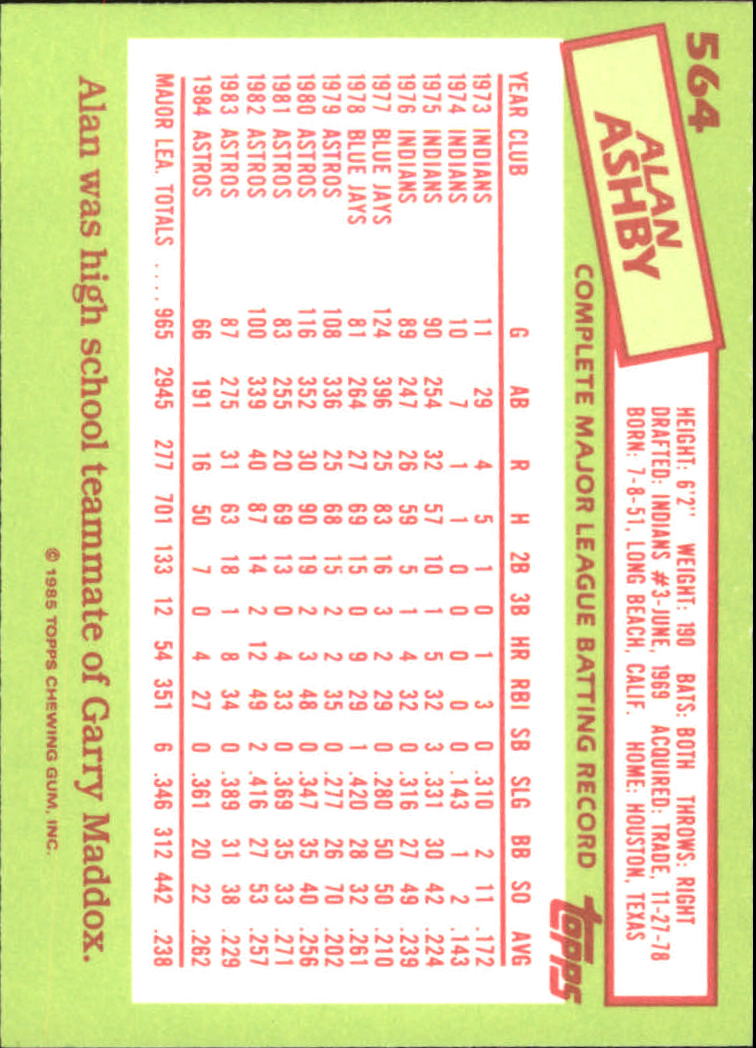 564
ALAN
ASHBY
HEIGHT: 6'2" WEIGHT: 190 BATS: BOTH THROWS: RIGHT
DRAFTED: INDIANS #3-JUNE, 1969 ACQUIRED: TRADE, 11-27-78
BORN: 7-8-51, LONG BEACH, CALIF. HOME: HOUSTON, TEXAS
COMPLETE MAJOR LEAGUE BATTING RECORD
topps
YEAR CLUB G AB R H 2B 3B HR RBI SB SLG BB SO AVG
1973 INDIANS 11 29 4 5 1 0 1 3 0 .310 2 11 .172
1974 INDIANS 10 7 1 1 0 0 0 0 0 .143 1 2 .143
1975 INDIANS 90 254 32 57 10 1 5 32 3 .331 30 42 .224
1976 INDIANS 89 247 26 59 5 1 4 32 0 .316 27 49 .239
1977 BLUE JAYS 124 396 25 83 16 3 2 29 0 .280 50 50 .210
1978 BLUE JAYS 81 264 27 69 15 0 9 29 1 .420 28 32 .261
1979 ASTROS 108 336 25 68 15 2 2 35 0 .277 26 70 .202
1980 ASTROS 116 352 30 90 19 2 3 48 0 .347 35 40 .256
1981 ASTROS 83 255 20 69 13 0 4 33 0 .369 35 33 .271
1982 ASTROS 100 339 40 87 14 2 12 49 2 .416 27 53 .257
1983 ASTROS 87 275 31 63 18 1 8 34 0 .389 31 38 .229
1984 ASTROS 66 191 16 50 7 0 4 27 0 .361 20 22 .262
MAJOR LEA. TOTALS ..... 965 2945 277 701 133 12 54 351 6 .346 312 442 .238
Alan was high school teammate of Garry Maddox.
© 1985 TOPPS CHEWING GUM, INC.